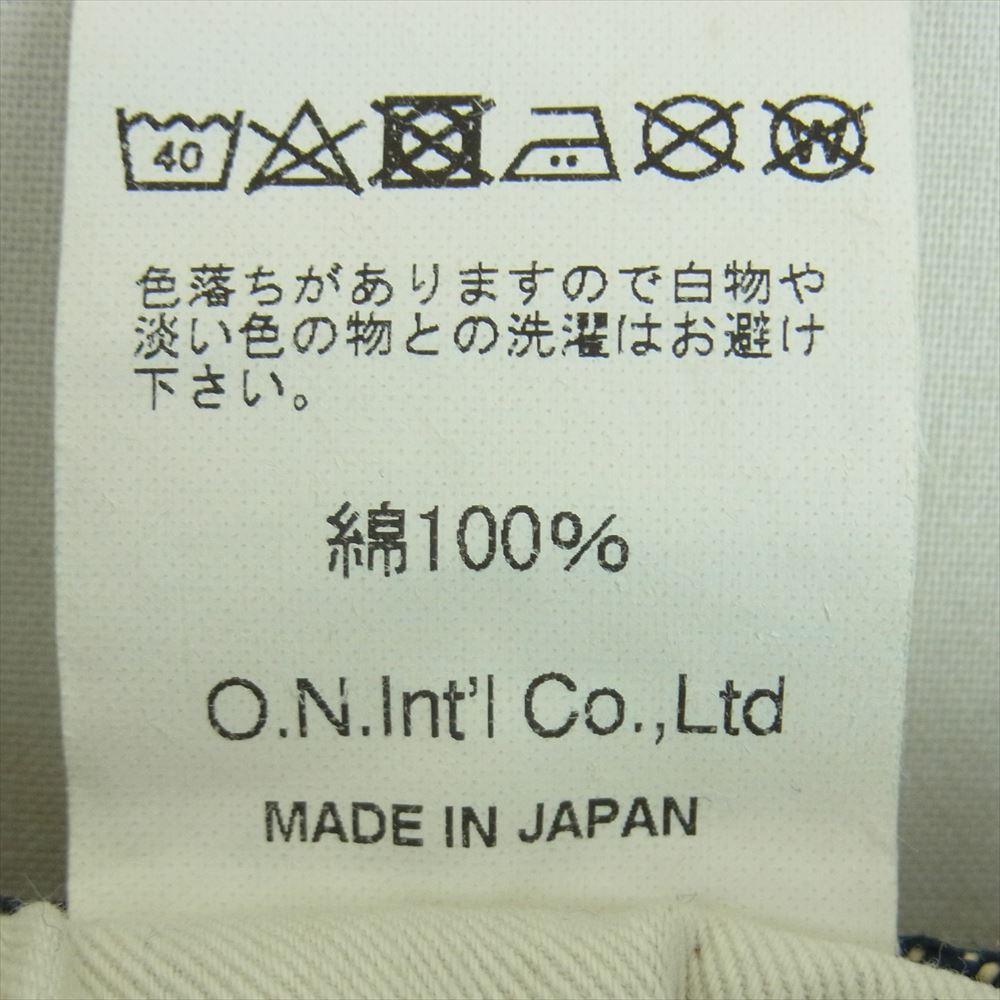 40
W
色落ちがありますので白物や
淡い色の物との洗濯はお避け
下さい。
綿100%
O.N.Int'l Co.,Ltd
MADE IN JAPAN